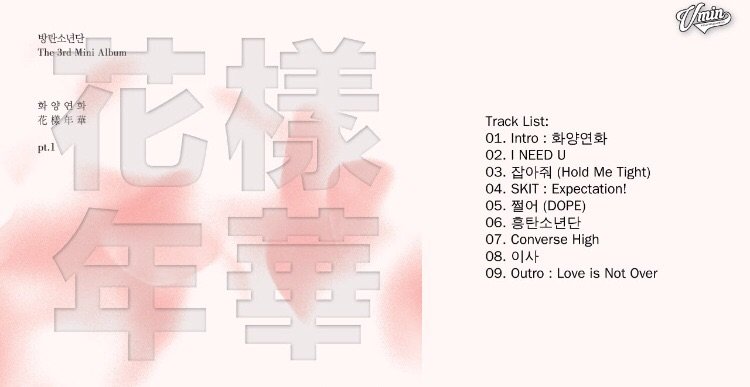 방탄소년단
The 3rd Mini Album
화양연화
花樣年華
pt.1
花樣
年華
Vmin
Track List:
01. Intro : 화양연화
02. I NEED U
03. 잡아줘 (Hold Me Tight)
04. SKIT : Expectation!
05. 쩔어 (DOPE)
06. 흥탄소년단
07. Converse High
08. 이사
09. Outro : Love is Not Over